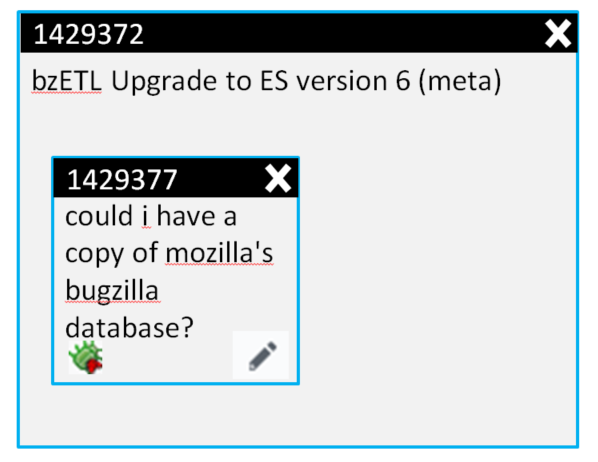 1429372
bzETL Upgrade to ES version 6 (meta)
1429377
could i have a
copy of mozilla's
bugzilla
database?